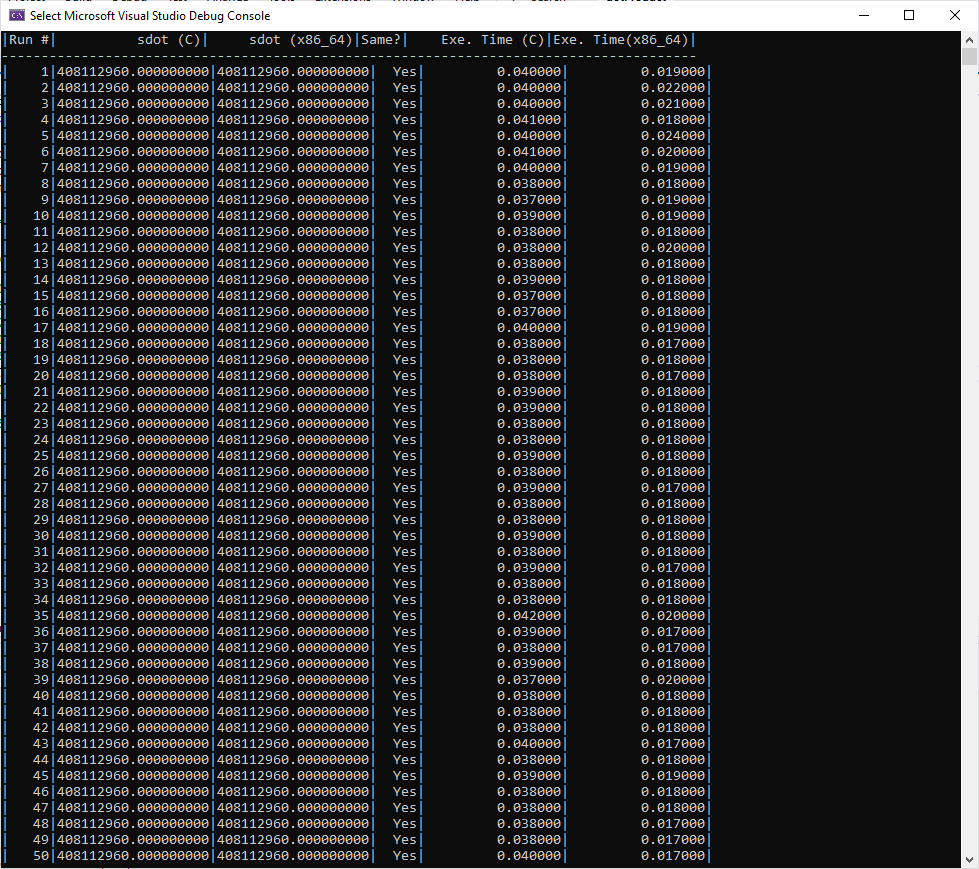 Select Microsoft Visual Studio Debug Console
|Run #|          sdot (C)|     sdot (x86_64)|Same?|    Exe. Time (C)|Exe. Time(x86_64)|
---------------------------------------------------------------------------------------
|    1|408112960.000000000|408112960.000000000|  Yes|         0.040000|         0.019000|
|    2|408112960.000000000|408112960.000000000|  Yes|         0.040000|         0.022000|
|    3|408112960.000000000|408112960.000000000|  Yes|         0.040000|         0.021000|
|    4|408112960.000000000|408112960.000000000|  Yes|         0.041000|         0.018000|
|    5|408112960.000000000|408112960.000000000|  Yes|         0.040000|         0.024000|
|    6|408112960.000000000|408112960.000000000|  Yes|         0.041000|         0.020000|
|    7|408112960.000000000|408112960.000000000|  Yes|         0.040000|         0.019000|
|    8|408112960.000000000|408112960.000000000|  Yes|         0.038000|         0.018000|
|    9|408112960.000000000|408112960.000000000|  Yes|         0.037000|         0.019000|
|   10|408112960.000000000|408112960.000000000|  Yes|         0.039000|         0.019000|
|   11|408112960.000000000|408112960.000000000|  Yes|         0.038000|         0.018000|
|   12|408112960.000000000|408112960.000000000|  Yes|         0.038000|         0.020000|
|   13|408112960.000000000|408112960.000000000|  Yes|         0.038000|         0.018000|
|   14|408112960.000000000|408112960.000000000|  Yes|         0.039000|         0.018000|
|   15|408112960.000000000|408112960.000000000|  Yes|         0.037000|         0.018000|
|   16|408112960.000000000|408112960.000000000|  Yes|         0.037000|         0.018000|
|   17|408112960.000000000|408112960.000000000|  Yes|         0.040000|         0.019000|
|   18|408112960.000000000|408112960.000000000|  Yes|         0.038000|         0.017000|
|   19|408112960.000000000|408112960.000000000|  Yes|         0.038000|         0.018000|
|   20|408112960.000000000|408112960.000000000|  Yes|         0.038000|         0.017000|
|   21|408112960.000000000|408112960.000000000|  Yes|         0.039000|         0.018000|
|   22|408112960.000000000|408112960.000000000|  Yes|         0.039000|         0.018000|
|   23|408112960.000000000|408112960.000000000|  Yes|         0.038000|         0.018000|
|   24|408112960.000000000|408112960.000000000|  Yes|         0.038000|         0.018000|
|   25|408112960.000000000|408112960.000000000|  Yes|         0.039000|         0.018000|
|   26|408112960.000000000|408112960.000000000|  Yes|         0.038000|         0.018000|
|   27|408112960.000000000|408112960.000000000|  Yes|         0.039000|         0.017000|
|   28|408112960.000000000|408112960.000000000|  Yes|         0.038000|         0.018000|
|   29|408112960.000000000|408112960.000000000|  Yes|         0.038000|         0.018000|
|   30|408112960.000000000|408112960.000000000|  Yes|         0.039000|         0.018000|
|   31|408112960.000000000|408112960.000000000|  Yes|         0.038000|         0.018000|
|   32|408112960.000000000|408112960.000000000|  Yes|         0.039000|         0.017000|
|   33|408112960.000000000|408112960.000000000|  Yes|         0.038000|         0.018000|
|   34|408112960.000000000|408112960.000000000|  Yes|         0.038000|         0.018000|
|   35|408112960.000000000|408112960.000000000|  Yes|         0.042000|         0.020000|
|   36|408112960.000000000|408112960.000000000|  Yes|         0.039000|         0.017000|
|   37|408112960.000000000|408112960.000000000|  Yes|         0.038000|         0.017000|
|   38|408112960.000000000|408112960.000000000|  Yes|         0.039000|         0.018000|
|   39|408112960.000000000|408112960.000000000|  Yes|         0.037000|         0.020000|
|   40|408112960.000000000|408112960.000000000|  Yes|         0.038000|         0.018000|
|   41|408112960.000000000|408112960.000000000|  Yes|         0.038000|         0.018000|
|   42|408112960.000000000|408112960.000000000|  Yes|         0.038000|         0.018000|
|   43|408112960.000000000|408112960.000000000|  Yes|         0.040000|         0.017000|
|   44|408112960.000000000|408112960.000000000|  Yes|         0.038000|         0.018000|
|   45|408112960.000000000|408112960.000000000|  Yes|         0.039000|         0.019000|
|   46|408112960.000000000|408112960.000000000|  Yes|         0.038000|         0.018000|
|   47|408112960.000000000|408112960.000000000|  Yes|         0.038000|         0.018000|
|   48|408112960.000000000|408112960.000000000|  Yes|         0.038000|         0.017000|
|   49|408112960.000000000|408112960.000000000|  Yes|         0.038000|         0.017000|
|   50|408112960.000000000|408112960.000000000|  Yes|         0.040000|         0.017000|